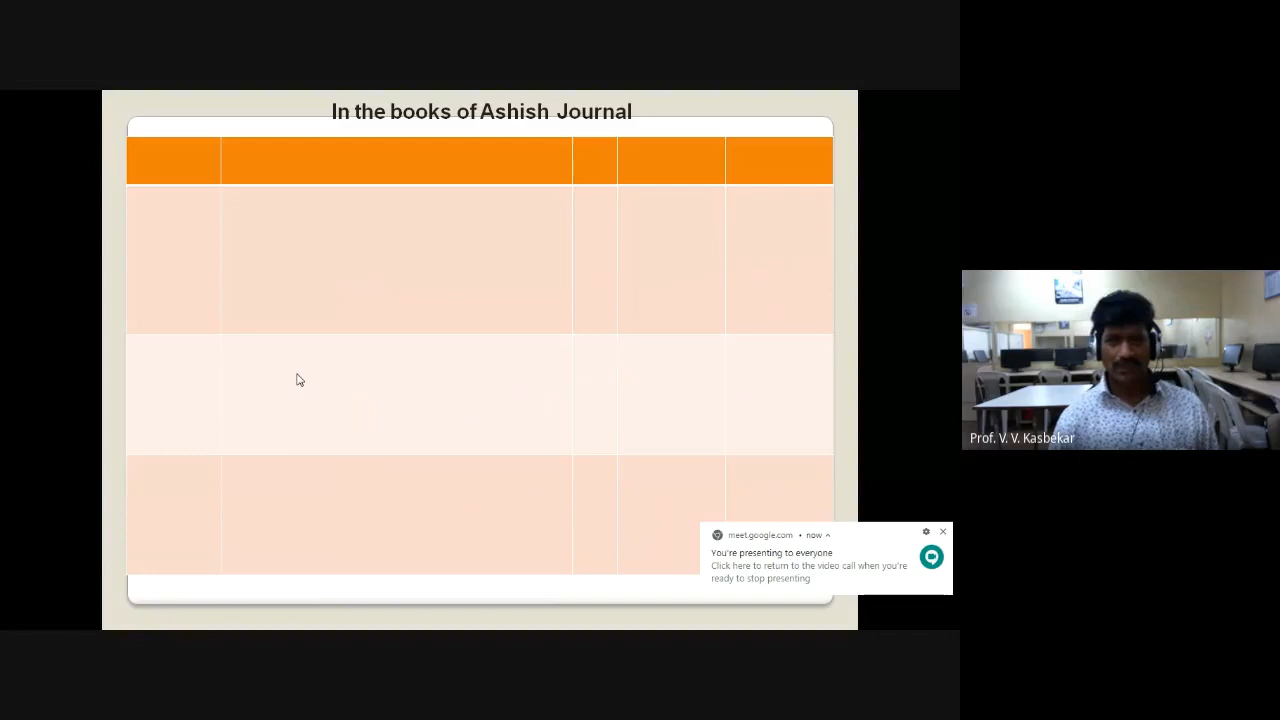 In the books of Ashish Journal
Prof. V. V. Kasbekar
meet.google.com • now
You're presenting to everyone
Click here to return to the video call when you're
ready to stop presenting